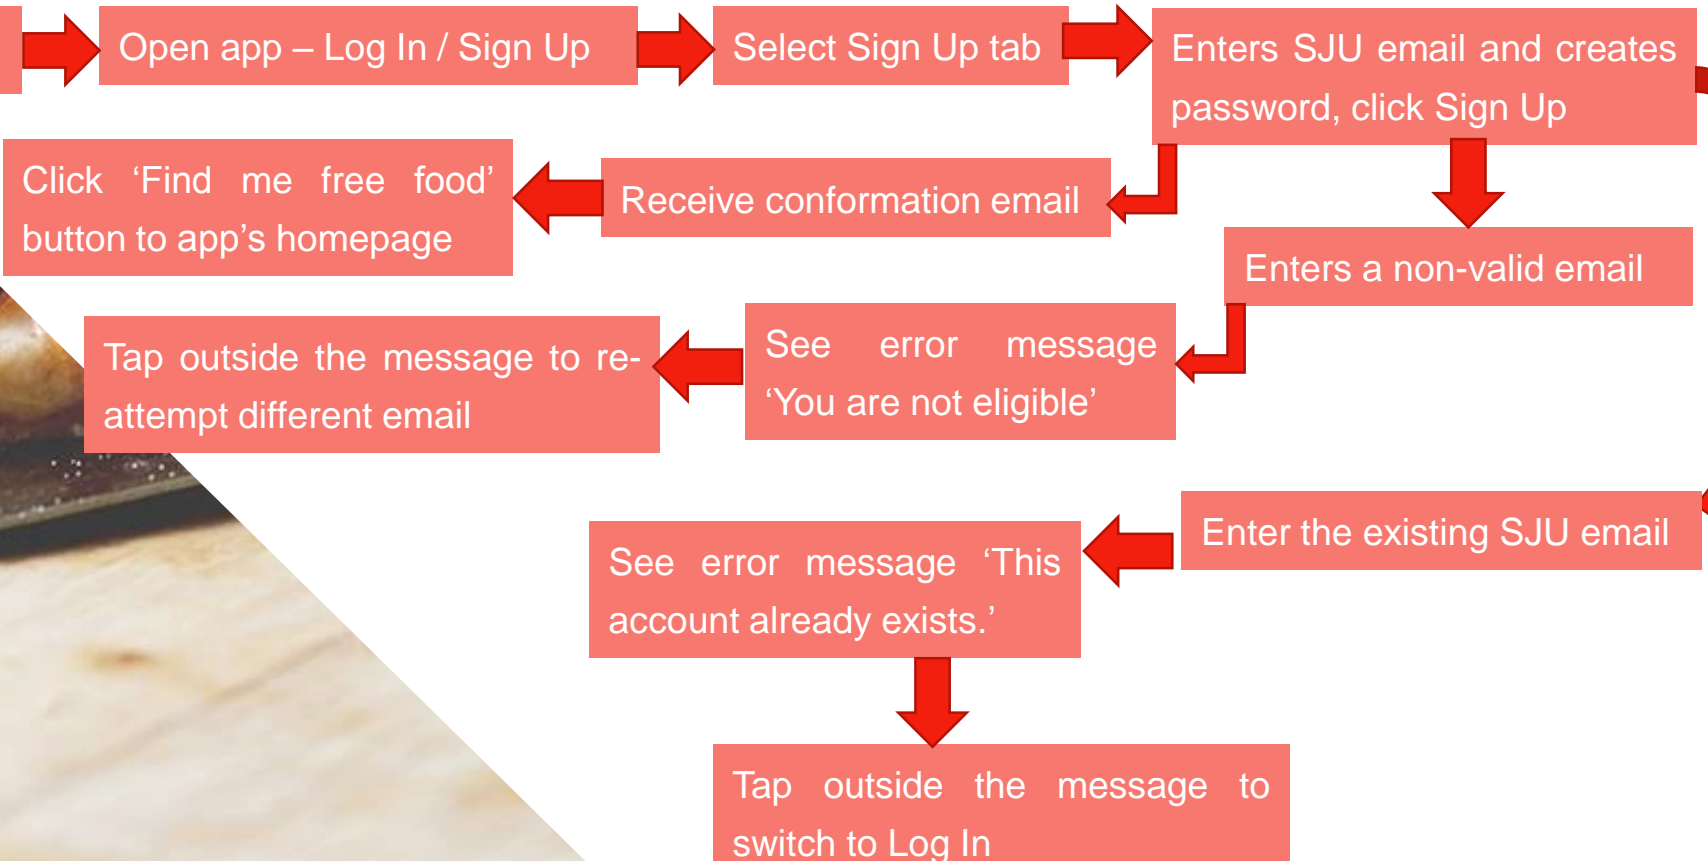 Open app – Log In / Sign Up
Select Sign Up tab
Enters SJU email and creates
password, click Sign Up
Receive conformation email
Click ‘Find me free food’
button to app’s homepage
Enters a non-valid email
See error message
‘You are not eligible’
Tap outside the message to re-
attempt different email
Enter the existing SJU email
See error message ‘This
account already exists.’
Tap outside the message to
switch to Log In